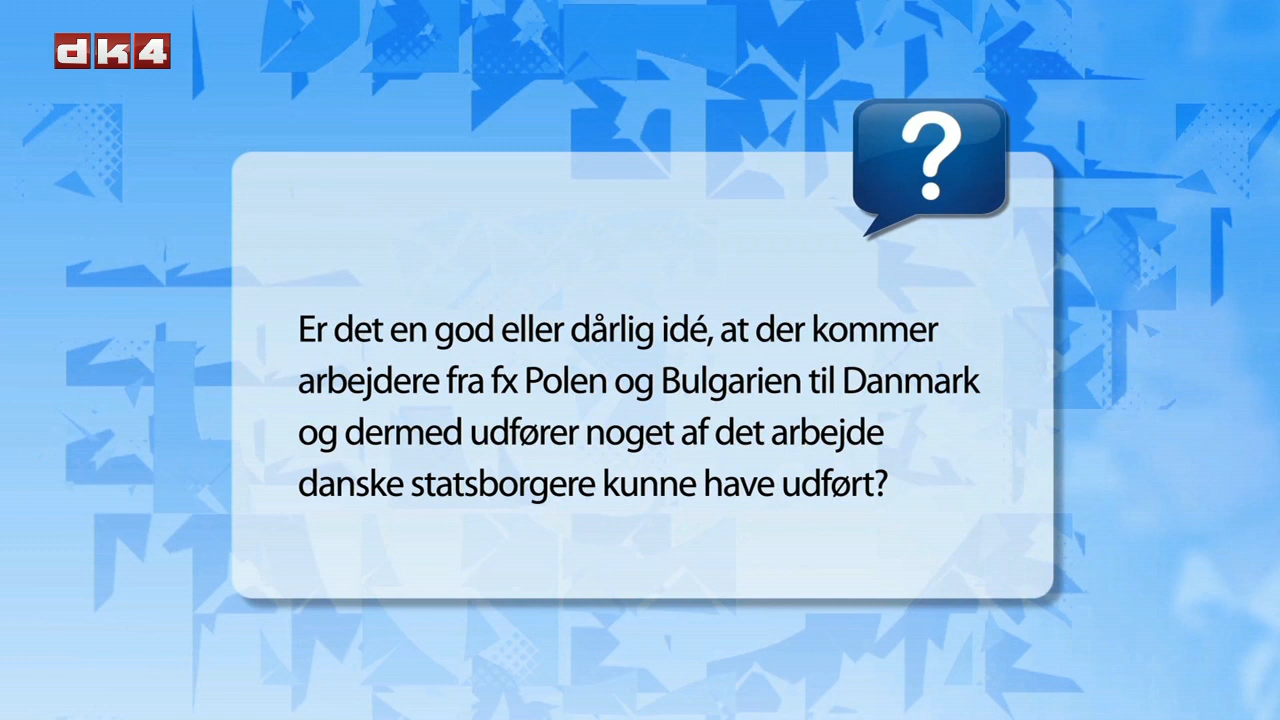 dk4
?
Er det en god eller dårlig idé, at der kommer
arbejdere fra fx Polen og Bulgarien til Danmark
og dermed udfører noget af det arbejde
danske statsborgere kunne have udført?